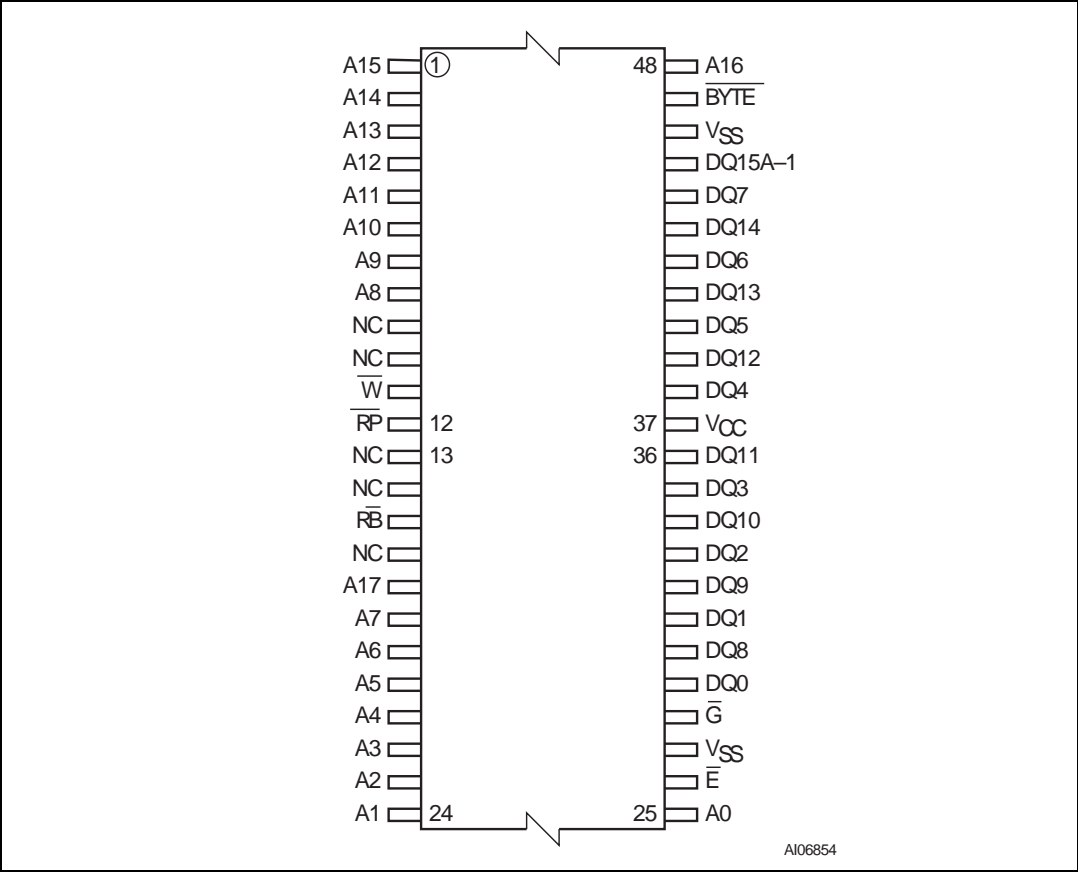 A15 1 48 A16
A14 B̅Y̅T̅E̅
A13 VSS
A12 DQ15A–1
A11 DQ7
A10 DQ14
A9 DQ6
A8 DQ13
NC DQ5
NC DQ12
W̅ DQ4
R̅P̅ 12 37 VCC
NC 13 36 DQ11
NC DQ3
RB̅ DQ10
NC DQ2
A17 DQ9
A7 DQ1
A6 DQ8
A5 DQ0
A4 G̅
A3 VSS
A2 E̅
A1 24 25 A0
AI06854